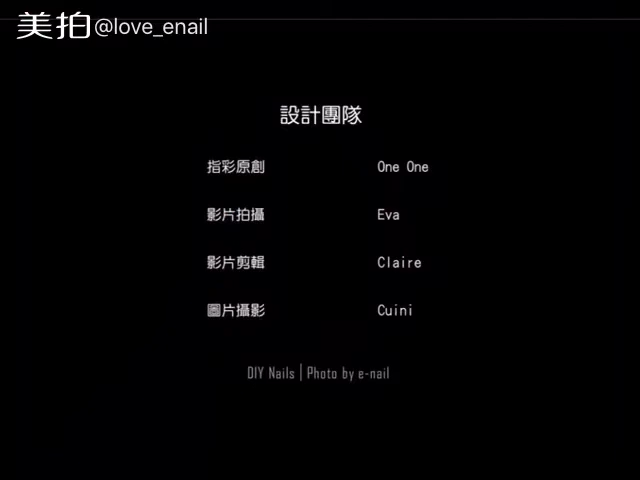 美拍@love_enail
設計團隊
指彩原創 One One
影片拍攝 Eva
影片剪輯 Claire
圖片攝影 Cuini
DIY Nails | Photo by e-nail